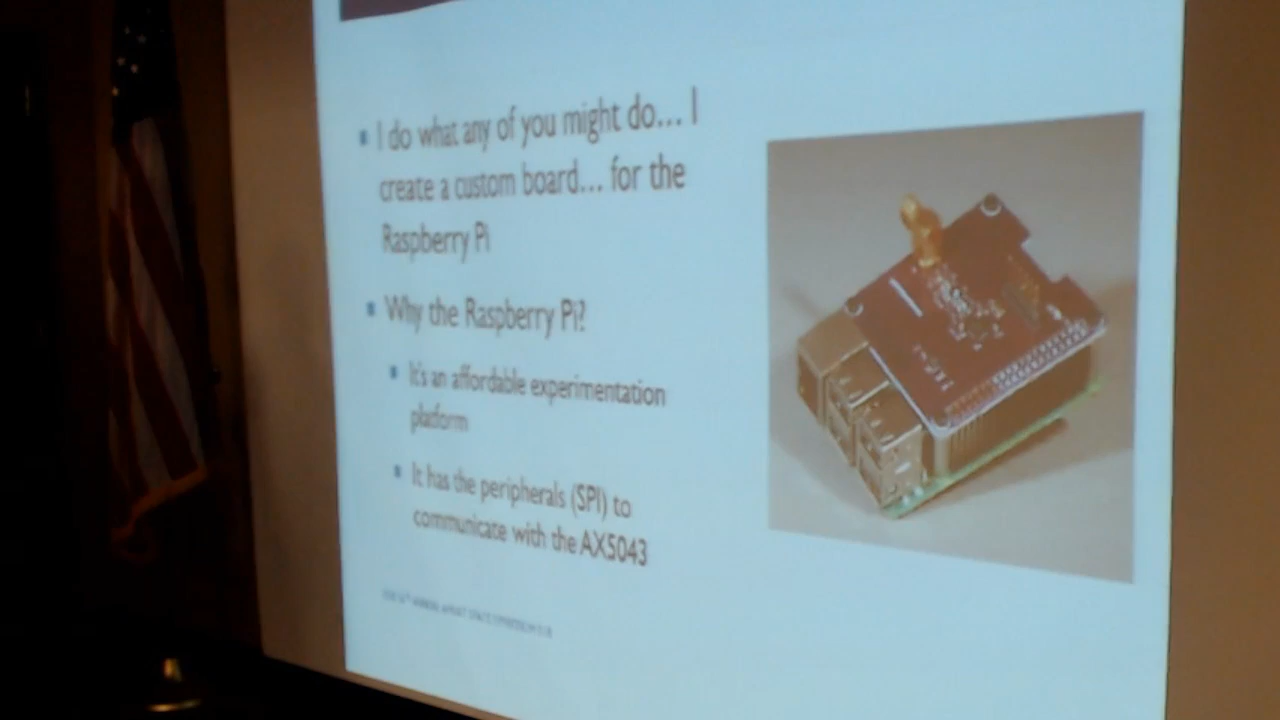 I do what any of you might do... I
create a custom board... for the
Raspberry Pi
Why the Raspberry Pi?
It's an affordable experimentation
platform
It has the peripherals (SPI) to
communicate with the AX5043